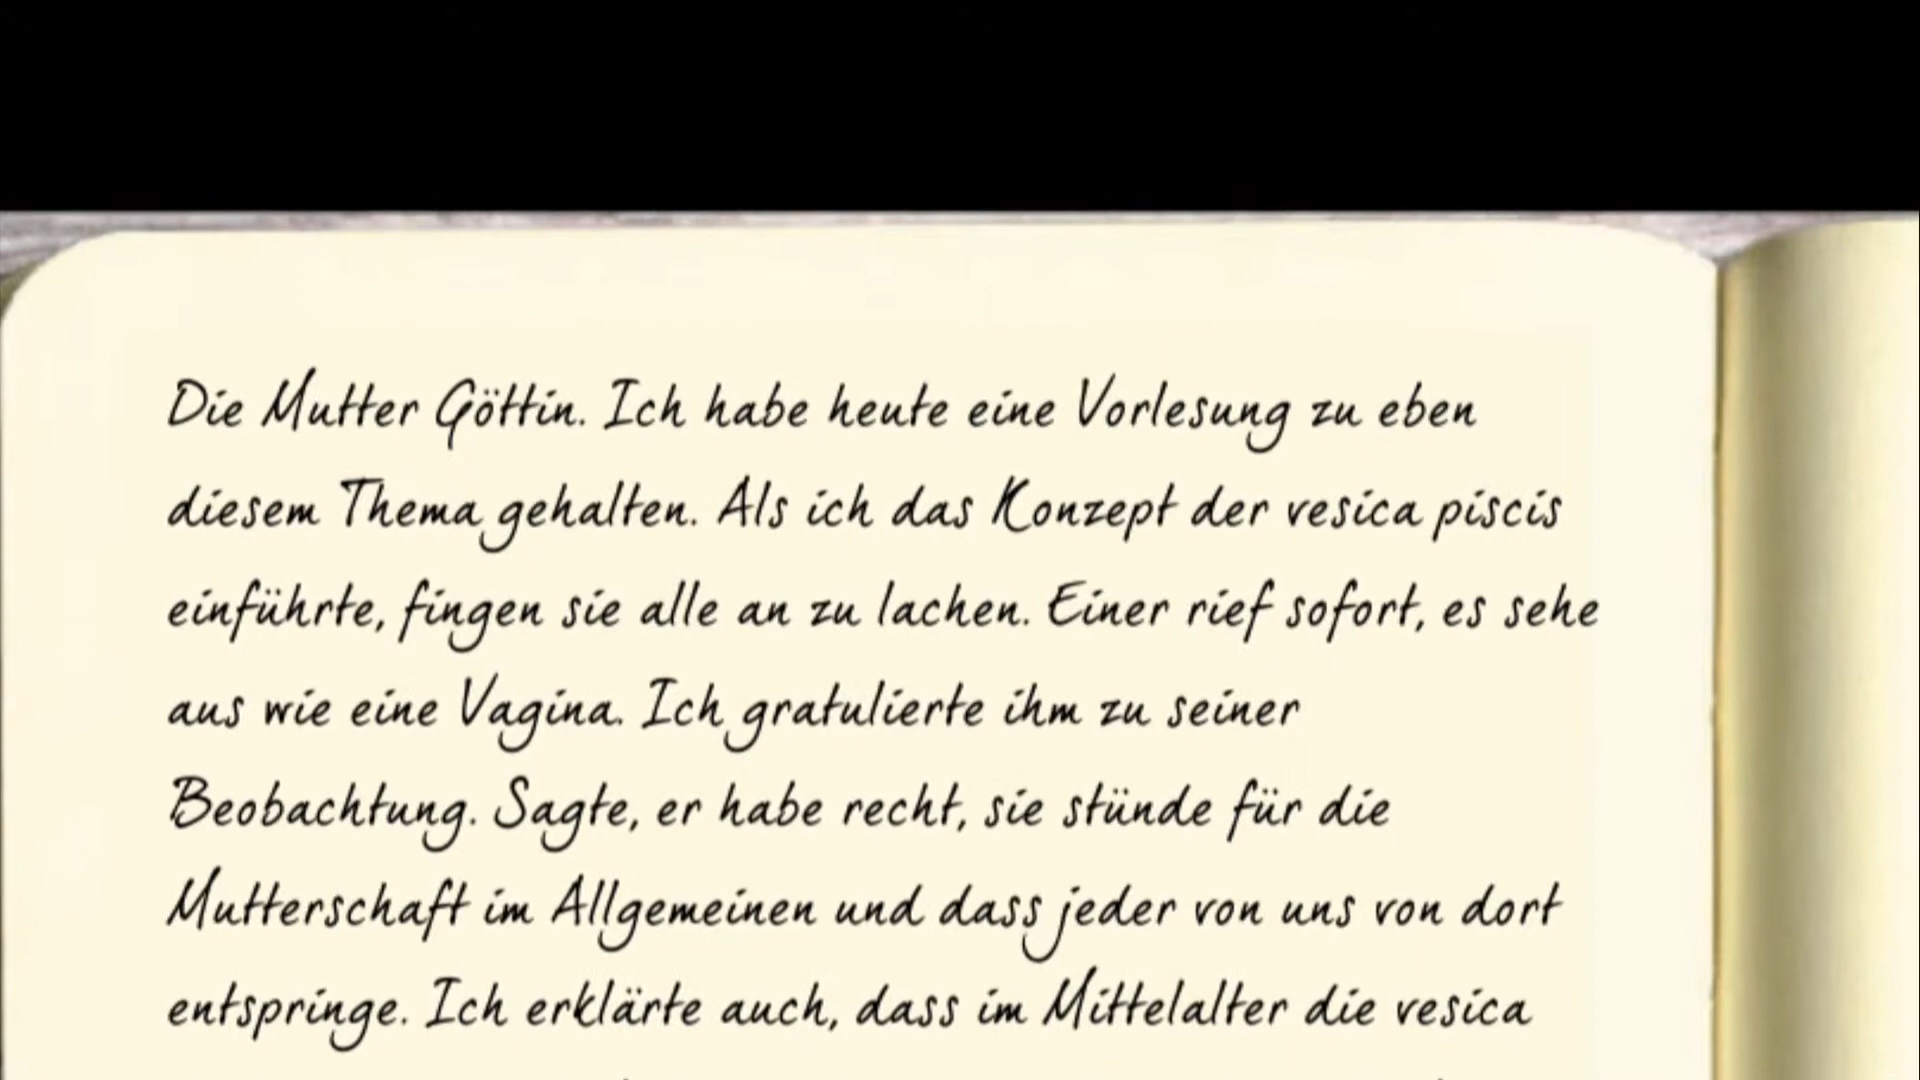 Die Mutter Göttin. Ich habe heute eine Vorlesung zu eben
diesem Thema gehalten. Als ich das Konzept der vesica piscis
einführte, fingen sie alle an zu lachen. Einer rief sofort, es sehe
aus wie eine Vagina. Ich gratulierte ihm zu seiner
Beobachtung. Sagte, er habe recht, sie stünde für die
Mutterschaft im Allgemeinen und dass jeder von uns von dort
entspringe. Ich erklärte auch, dass im Mittelalter die vesica